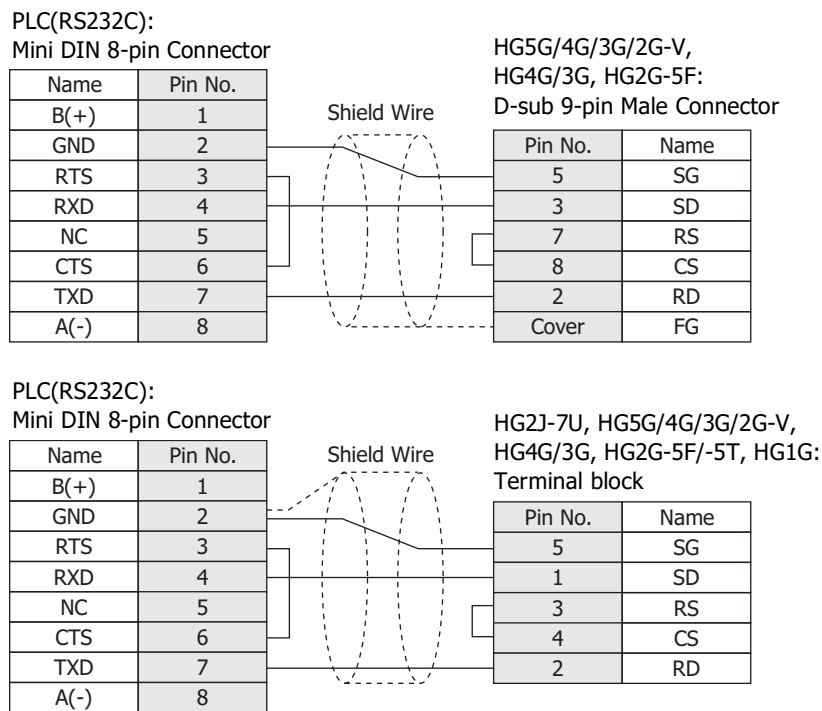 PLC(RS232C):
Mini DIN 8-pin Connector
Name Pin No.
B(+) 1
GND 2
RTS 3
RXD 4
NC 5
CTS 6
TXD 7
A(-) 8
Shield Wire
HG5G/4G/3G/2G-V,
HG4G/3G, HG2G-5F:
D-sub 9-pin Male Connector
Pin No. Name
5 SG
3 SD
7 RS
8 CS
2 RD
Cover FG
PLC(RS232C):
Mini DIN 8-pin Connector
Name Pin No.
B(+) 1
GND 2
RTS 3
RXD 4
NC 5
CTS 6
TXD 7
A(-) 8
Shield Wire
HG2J-7U, HG5G/4G/3G/2G-V,
HG4G/3G, HG2G-5F/-5T, HG1G:
Terminal block
Pin No. Name
5 SG
1 SD
3 RS
4 CS
2 RD